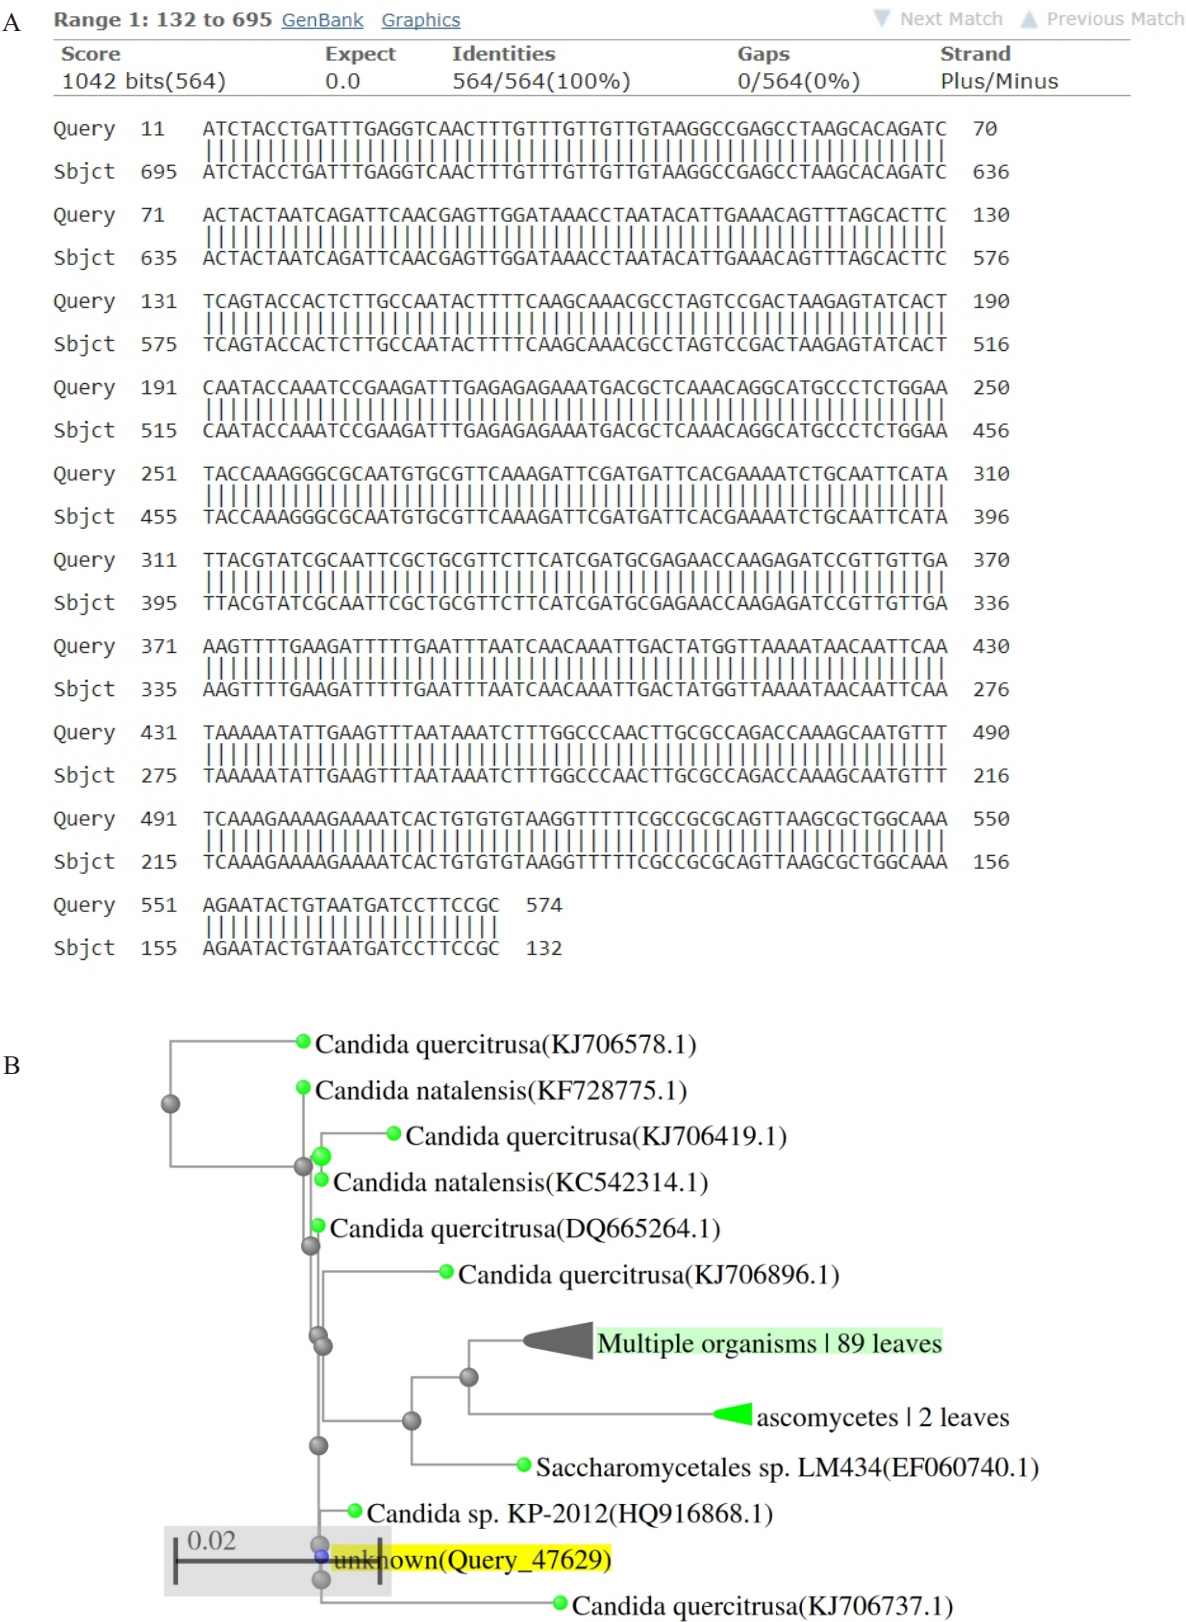 A
Range 1: 132 to 695 GenBank Graphics Next Match Previous Match
Score Expect Identities Gaps Strand
1042 bits(564) 0.0 564/564(100%) 0/564(0%) Plus/Minus
Query 11 ATCTACCTGATTTGAGGTCAACTTTGTTTGTTGTTGTAAGGCCGAGCCTAAGCACAGATC 70
Sbjct 695 ATCTACCTGATTTGAGGTCAACTTTGTTTGTTGTTGTAAGGCCGAGCCTAAGCACAGATC 636
Query 71 ACTACTAATCAGATTCAACGAGTTGGATAAACCTAATACATTGAAACAGTTTAGCACTTC 130
Sbjct 635 ACTACTAATCAGATTCAACGAGTTGGATAAACCTAATACATTGAAACAGTTTAGCACTTC 576
Query 131 TCAGTACCACTCTTGCCAATACTTTTCAAGCAAACGCCTAGTCCGACTAAGAGTATCACT 190
Sbjct 575 TCAGTACCACTCTTGCCAATACTTTTCAAGCAAACGCCTAGTCCGACTAAGAGTATCACT 516
Query 191 CAATACCAAATCCGAAGATTTGAGAGAGAAATGACGCTCAAACAGGCATGCCCTCTGGAA 250
Sbjct 515 CAATACCAAATCCGAAGATTTGAGAGAGAAATGACGCTCAAACAGGCATGCCCTCTGGAA 456
Query 251 TACCAAAGGGCGCAATGTGCGTTCAAAGATTCGATGATTCACGAAAATCTGCAATTCATA 310
Sbjct 455 TACCAAAGGGCGCAATGTGCGTTCAAAGATTCGATGATTCACGAAAATCTGCAATTCATA 396
Query 311 TTACGTATCGCAATTCGCTGCGTTCTTCATCGATGCGAGAACCAAGAGATCCGTTGTTGA 370
Sbjct 395 TTACGTATCGCAATTCGCTGCGTTCTTCATCGATGCGAGAACCAAGAGATCCGTTGTTGA 336
Query 371 AAGTTTTGAAGATTTTTGAATTTAATCAACAAATTGACTATGGTTAAAATAACAATTCAA 430
Sbjct 335 AAGTTTTGAAGATTTTTGAATTTAATCAACAAATTGACTATGGTTAAAATAACAATTCAA 276
Query 431 TAAAAATATTGAAGTTTAATAAATCTTTGGCCCAACTTGCGCCAGACCAAAGCAATGTTT 490
Sbjct 275 TAAAAATATTGAAGTTTAATAAATCTTTGGCCCAACTTGCGCCAGACCAAAGCAATGTTT 216
Query 491 TCAAAGAAAAGAAAATCACTGTGTGTAAGGTTTTTCGCCGCGCAGTTAAGCGCTGGCAAA 550
Sbjct 215 TCAAAGAAAAGAAAATCACTGTGTGTAAGGTTTTTCGCCGCGCAGTTAAGCGCTGGCAAA 156
Query 551 AGAATACTGTAATGATCCTTCCGC 574
Sbjct 155 AGAATACTGTAATGATCCTTCCGC 132
B
Candida quercitrusa(KJ706578.1)
Candida natalensis(KF728775.1)
Candida quercitrusa(KJ706419.1)
Candida natalensis(KC542314.1)
Candida quercitrusa(DQ665264.1)
Candida quercitrusa(KJ706896.1)
Multiple organisms | 89 leaves
ascomycetes | 2 leaves
Saccharomycetales sp. LM434(EF060740.1)
Candida sp. KP-2012(HQ916868.1)
0.02
unknown(Query_47629)
Candida quercitrusa(KJ706737.1)